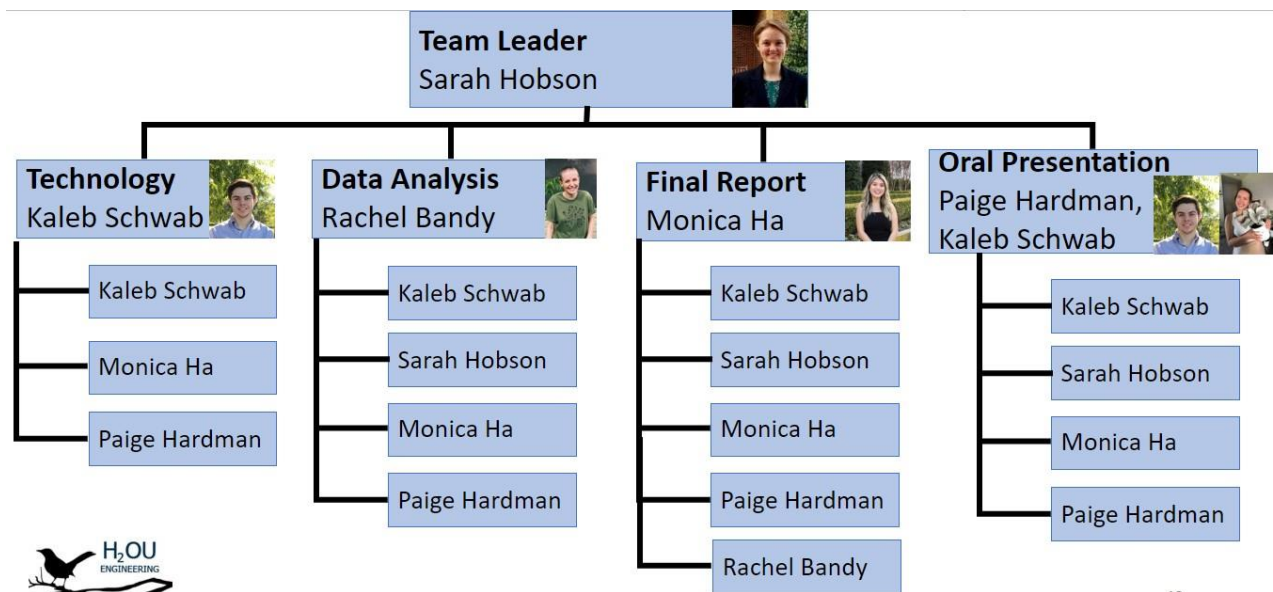 Team Leader
Sarah Hobson
Technology
Kaleb Schwab
Kaleb Schwab
Monica Ha
Paige Hardman
Data Analysis
Rachel Bandy
Kaleb Schwab
Sarah Hobson
Monica Ha
Paige Hardman
Final Report
Monica Ha
Kaleb Schwab
Sarah Hobson
Monica Ha
Paige Hardman
Rachel Bandy
Oral Presentation
Paige Hardman,
Kaleb Schwab
Kaleb Schwab
Sarah Hobson
Monica Ha
Paige Hardman
H₂OU
ENGINEERING